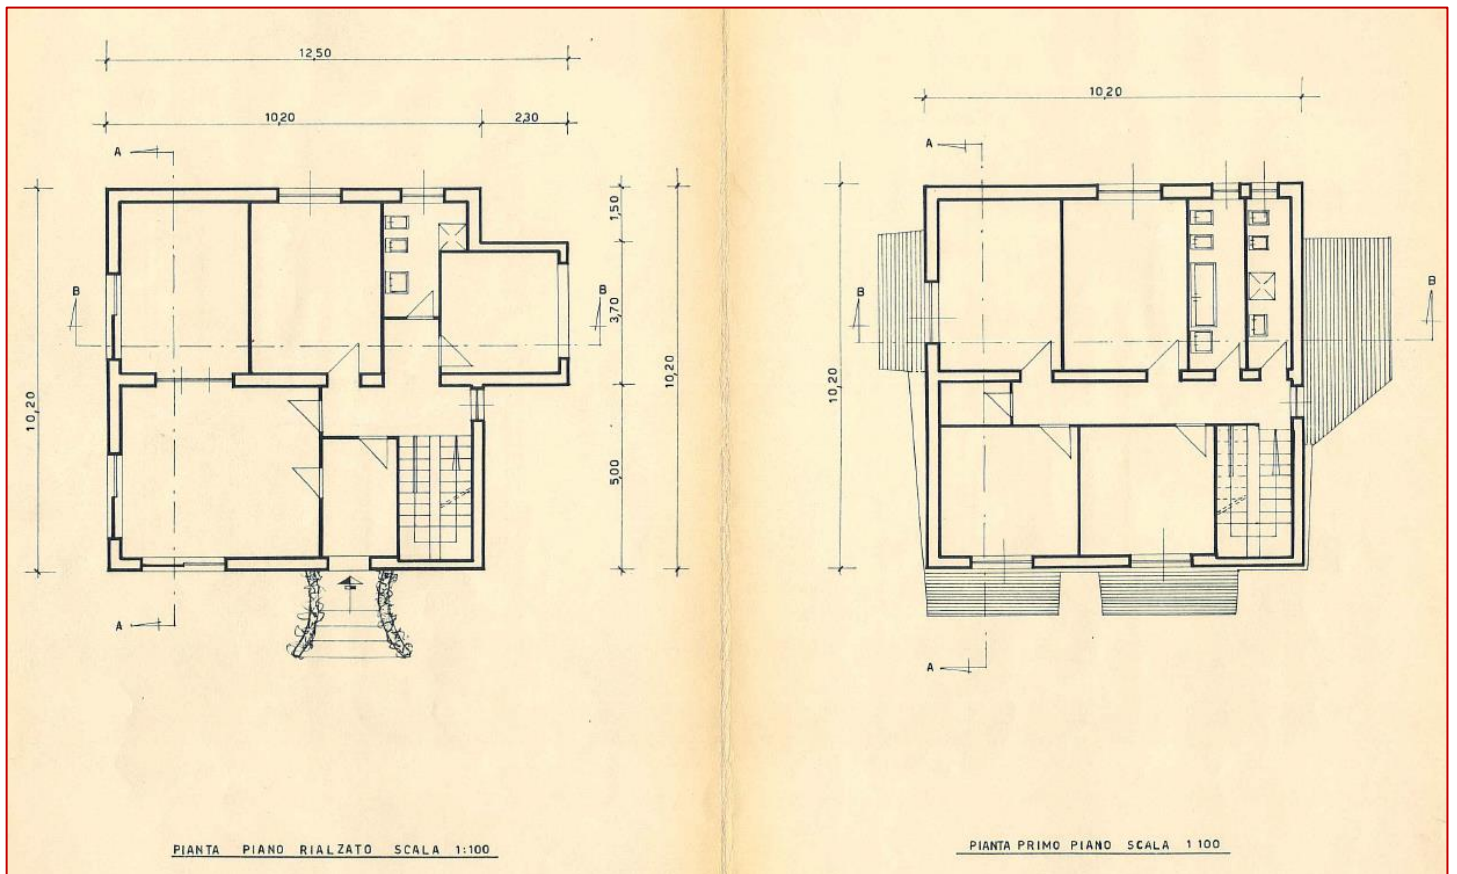 12,50
10,20
2,30
A
1,50
B
B
3,70
10,20
10,20
5,00
A
PIANTA PIANO RIALZATO SCALA 1:100
10,20
A
B
B
10,20
A
PIANTA PRIMO PIANO SCALA 1 100